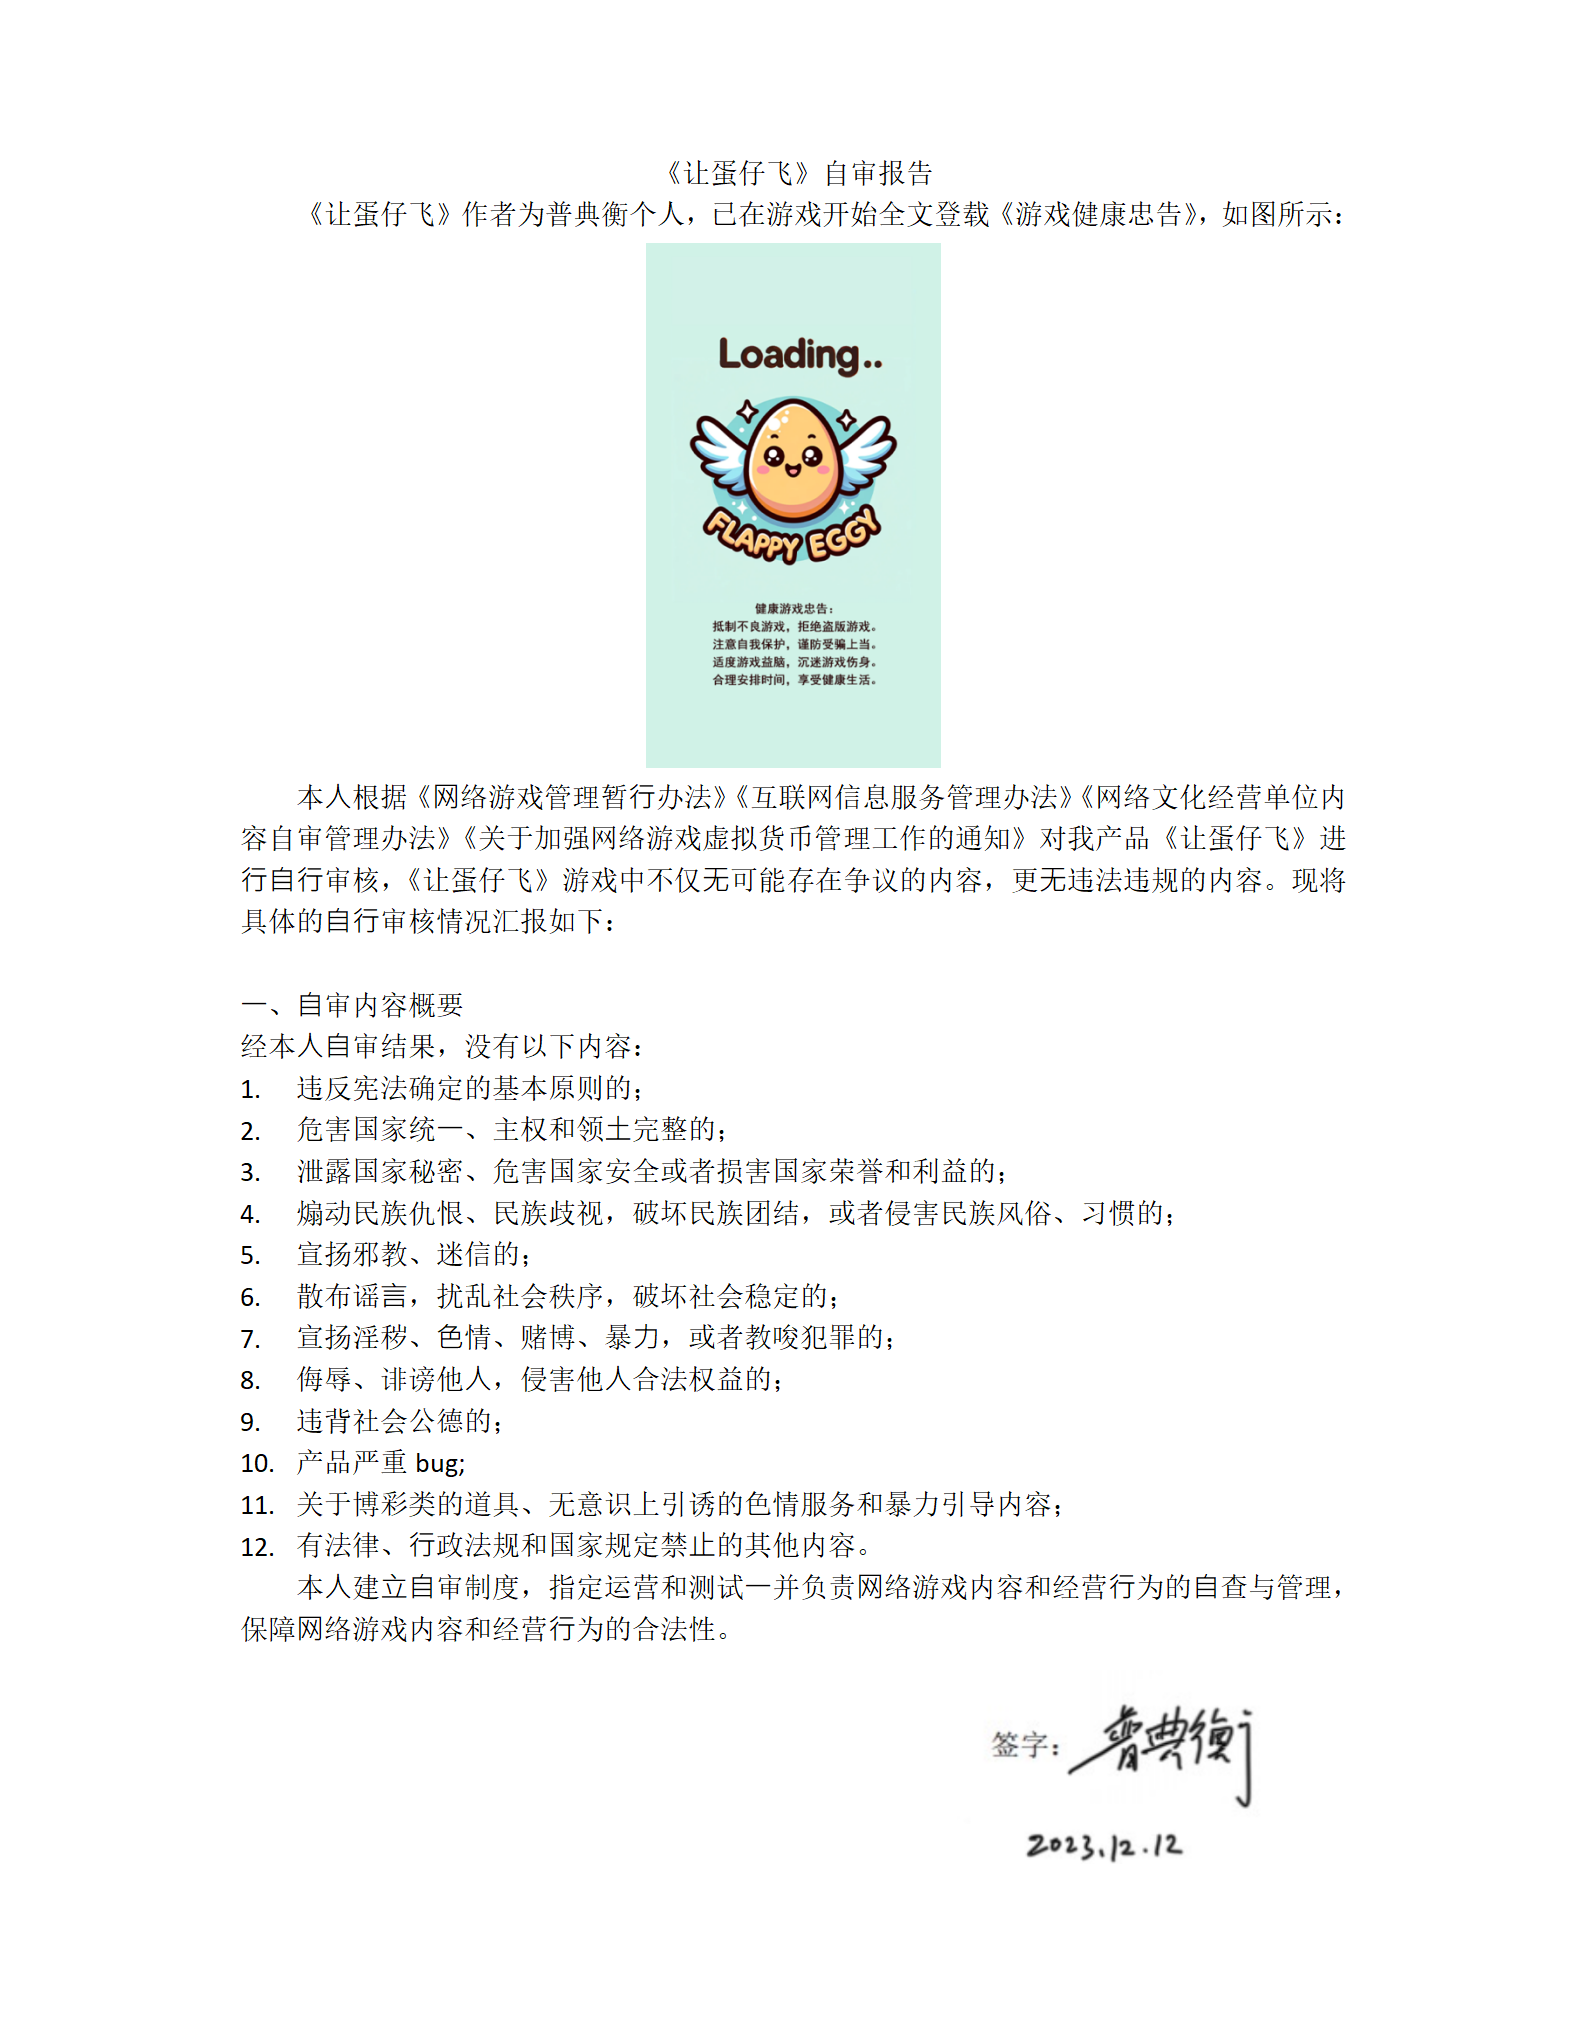 《让蛋仔飞》自审报告
《让蛋仔飞》作者为普典衡个人，已在游戏开始全文登载《游戏健康忠告》，如图所示：
Loading..
FLAPPY EGGY
健康游戏忠告：
抵制不良游戏，拒绝盗版游戏。
注意自我保护，谨防受骗上当。
适度游戏益脑，沉迷游戏伤身。
合理安排时间，享受健康生活。
本人根据《网络游戏管理暂行办法》《互联网信息服务管理办法》《网络文化经营单位内
容自审管理办法》《关于加强网络游戏虚拟货币管理工作的通知》对我产品《让蛋仔飞》进
行自行审核，《让蛋仔飞》游戏中不仅无可能存在争议的内容，更无违法违规的内容。现将
具体的自行审核情况汇报如下：
一、自审内容概要
经本人自审结果，没有以下内容：
1. 违反宪法确定的基本原则的；
2. 危害国家统一、主权和领土完整的；
3. 泄露国家秘密、危害国家安全或者损害国家荣誉和利益的；
4. 煽动民族仇恨、民族歧视，破坏民族团结，或者侵害民族风俗、习惯的；
5. 宣扬邪教、迷信的；
6. 散布谣言，扰乱社会秩序，破坏社会稳定的；
7. 宣扬淫秽、色情、赌博、暴力，或者教唆犯罪的；
8. 侮辱、诽谤他人，侵害他人合法权益的；
9. 违背社会公德的；
10. 产品严重 bug;
11. 关于博彩类的道具、无意识上引诱的色情服务和暴力引导内容；
12. 有法律、行政法规和国家规定禁止的其他内容。
本人建立自审制度，指定运营和测试一并负责网络游戏内容和经营行为的自查与管理，
保障网络游戏内容和经营行为的合法性。
签字：普典衡
2023.12.12